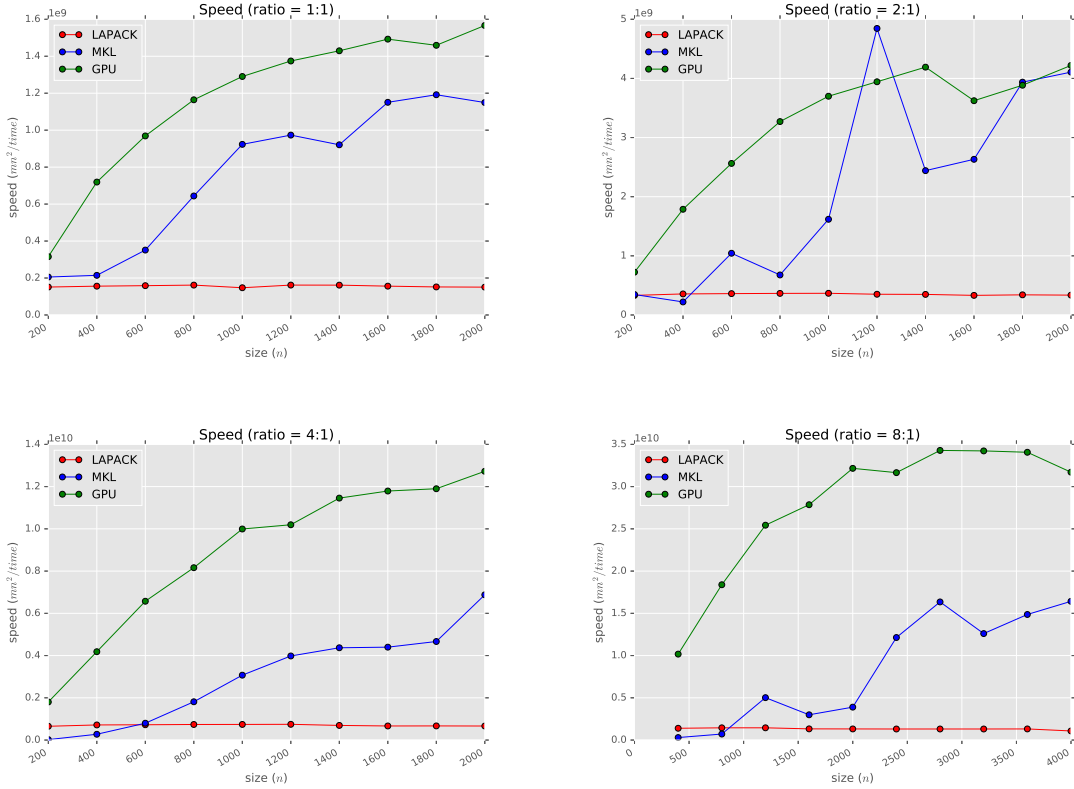 Speed (ratio = 1:1)
1e9
LAPACK
MKL
GPU
1.6
1.4
1.2
1.0
0.8
0.6
0.4
0.2
0.0
speed (mn²/time)
200 400 600 800 1000 1200 1400 1600 1800 2000
size (n)
Speed (ratio = 2:1)
1e9
LAPACK
MKL
GPU
5
4
3
2
1
0
speed (mn²/time)
200 400 600 800 1000 1200 1400 1600 1800 2000
size (n)
Speed (ratio = 4:1)
1e10
LAPACK
MKL
GPU
1.4
1.2
1.0
0.8
0.6
0.4
0.2
0.0
speed (mn²/time)
200 400 600 800 1000 1200 1400 1600 1800 2000
size (n)
Speed (ratio = 8:1)
1e10
LAPACK
MKL
GPU
3.5
3.0
2.5
2.0
1.5
1.0
0.5
0.0
speed (mn²/time)
0 500 1000 1500 2000 2500 3000 3500 4000
size (n)